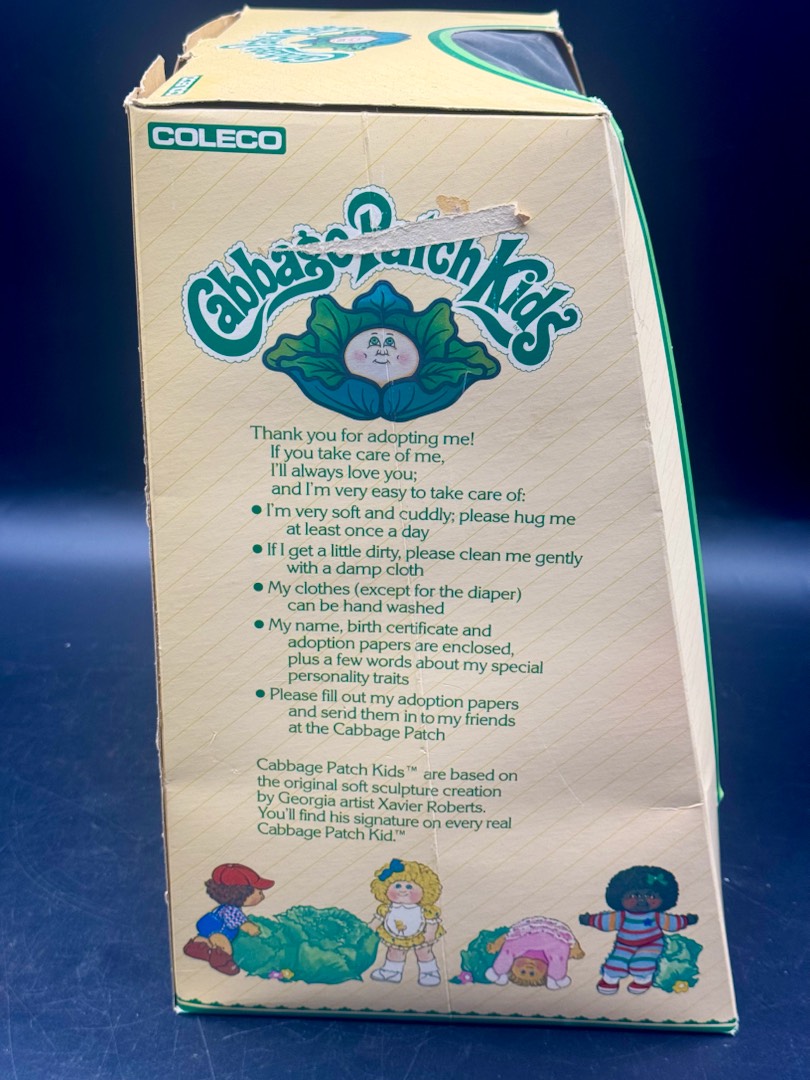 COLECO
Cabbage Patch Kids
Thank you for adopting me!
If you take care of me,
I'll always love you;
and I'm very easy to take care of:
● I'm very soft and cuddly; please hug me
at least once a day
● If I get a little dirty, please clean me gently
with a damp cloth
● My clothes (except for the diaper)
can be hand washed
● My name, birth certificate and
adoption papers are enclosed,
plus a few words about my special
personality traits
● Please fill out my adoption papers
and send them in to my friends
at the Cabbage Patch
Cabbage Patch Kids™ are based on
the original soft sculpture creation
by Georgia artist Xavier Roberts.
You'll find his signature on every real
Cabbage Patch Kid.™